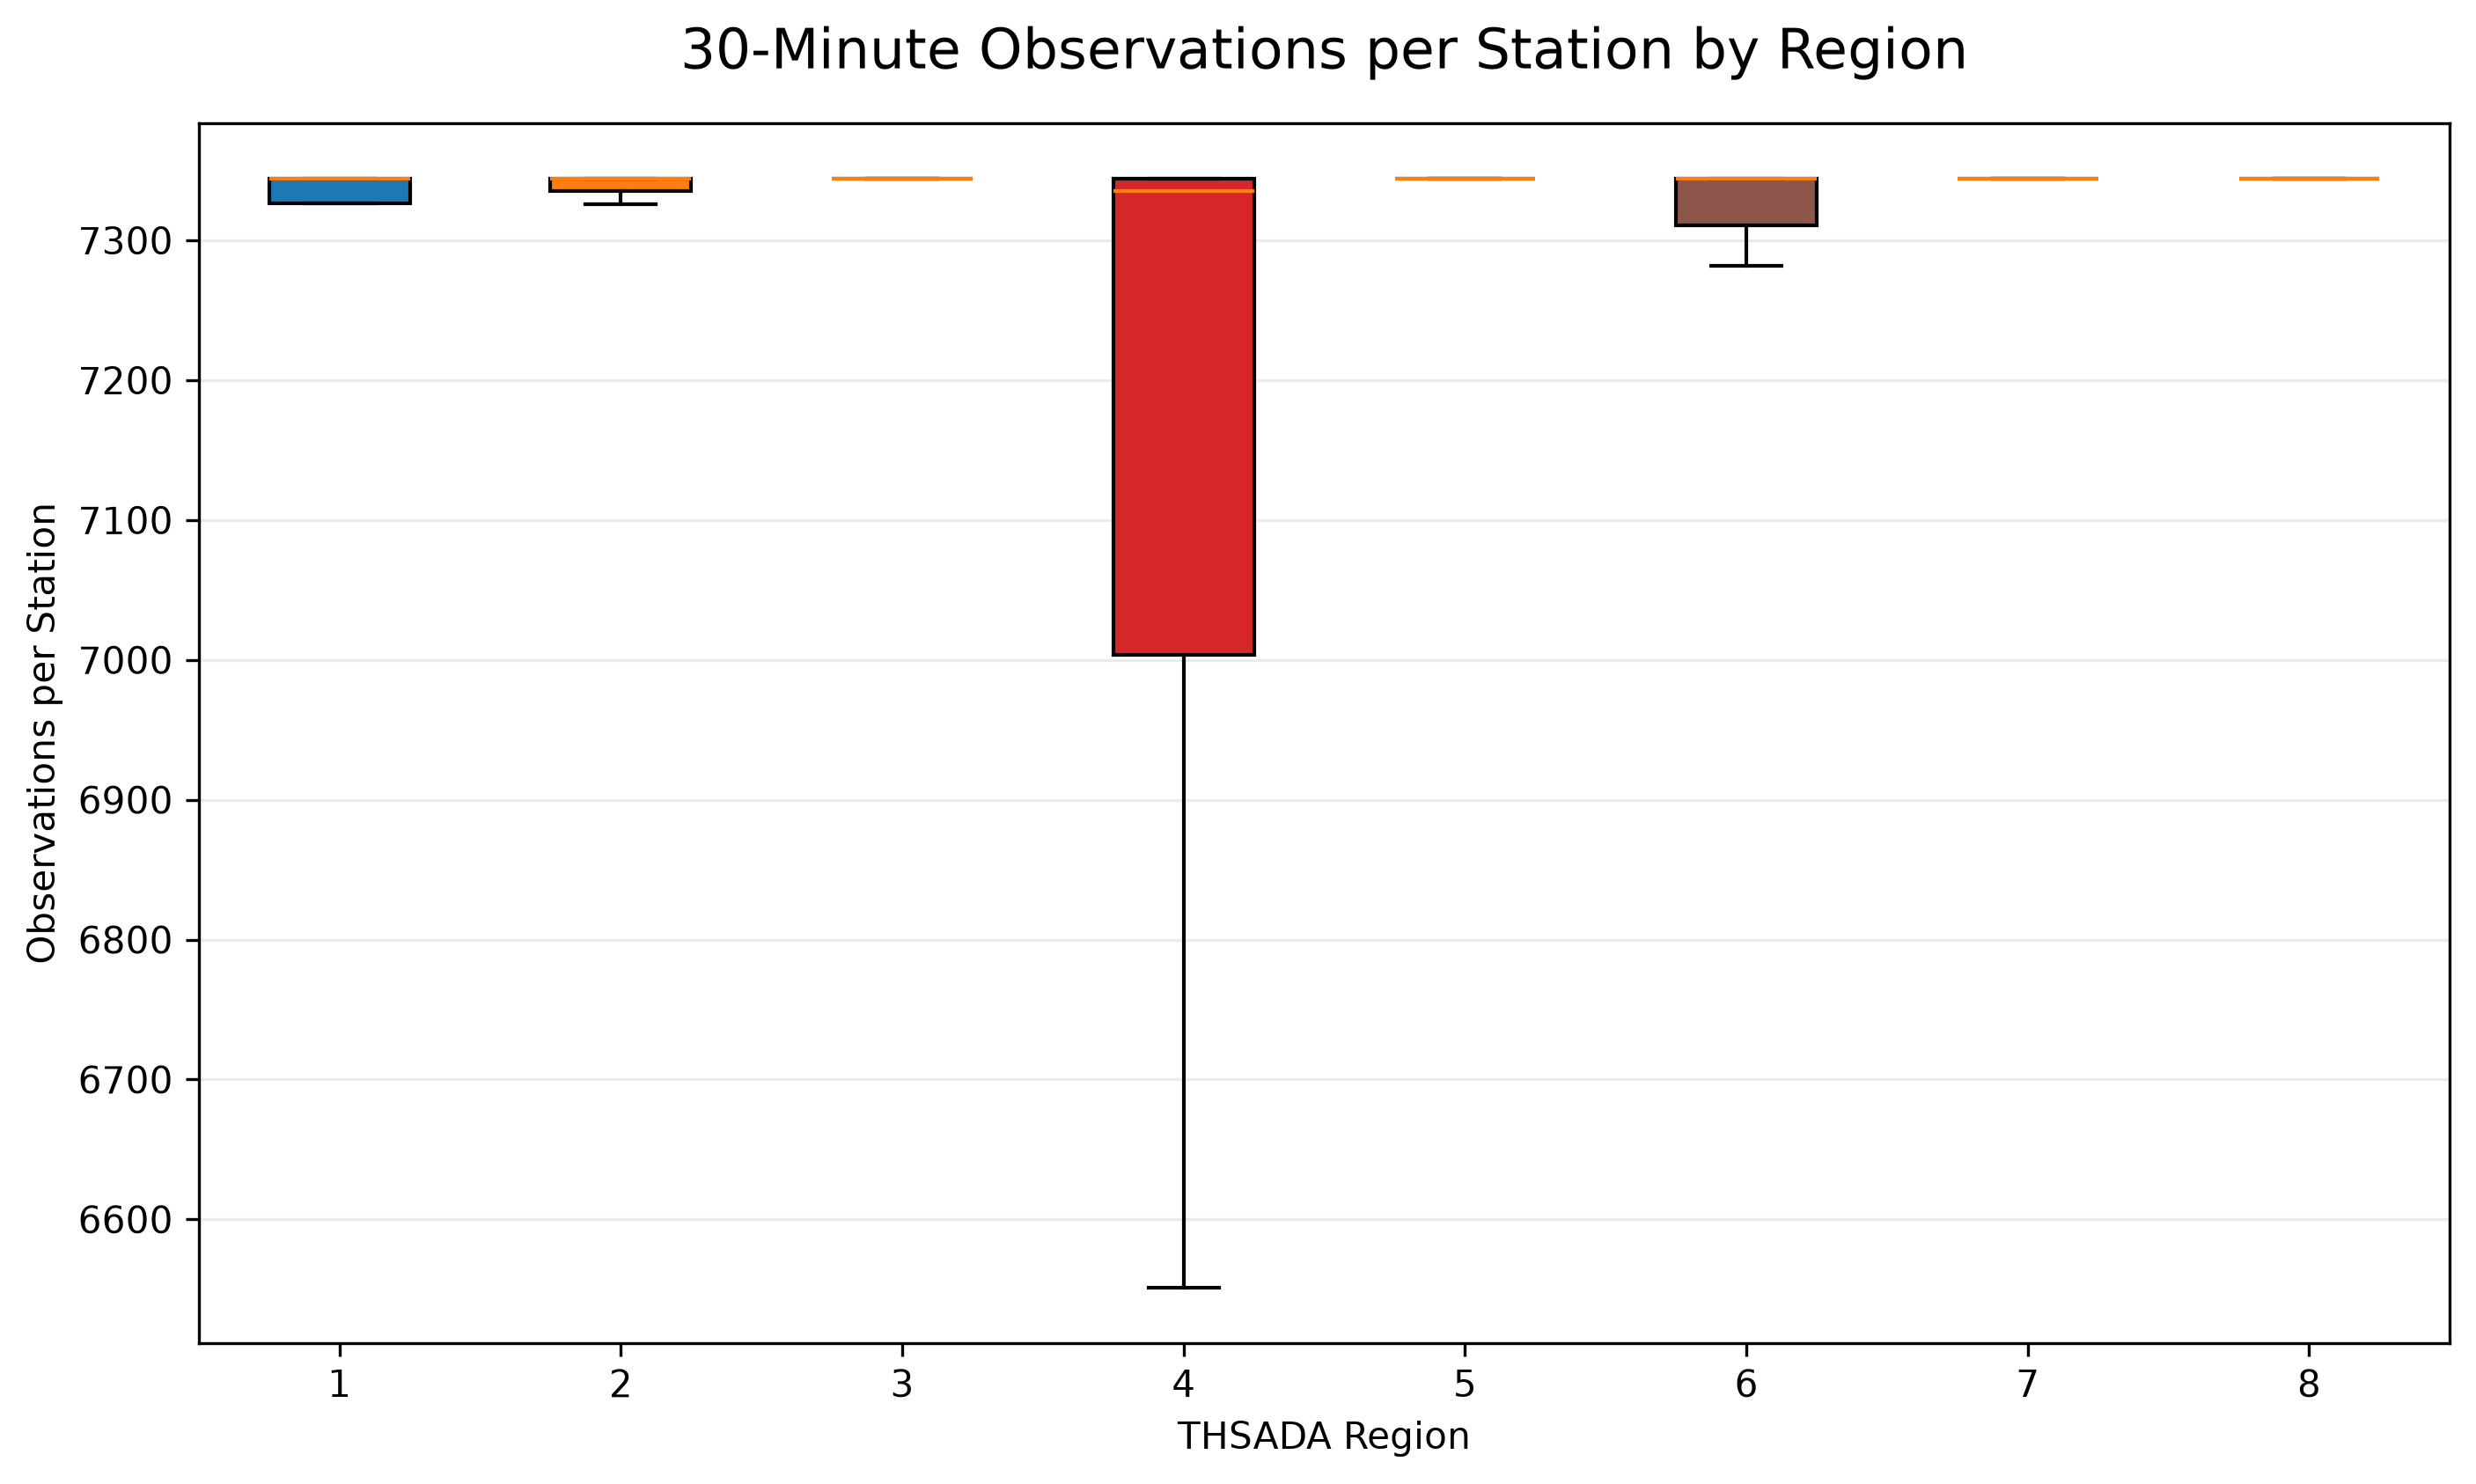 30-Minute Observations per Station by Region
Observations per Station
7300
7200
7100
7000
6900
6800
6700
6600
1 2 3 4 5 6 7 8
THSADA Region